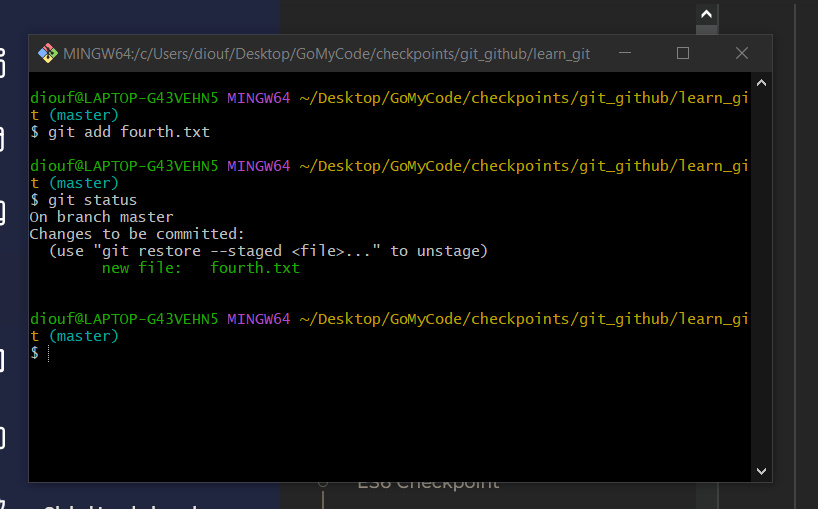 MINGW64:/c/Users/diouf/Desktop/GoMyCode/checkpoints/git_github/learn_git
diouf@LAPTOP-G43VEHN5 MINGW64 ~/Desktop/GoMyCode/checkpoints/git_github/learn_gi
t (master)
$ git add fourth.txt
diouf@LAPTOP-G43VEHN5 MINGW64 ~/Desktop/GoMyCode/checkpoints/git_github/learn_gi
t (master)
$ git status
On branch master
Changes to be committed:
  (use "git restore --staged <file>..." to unstage)
        new file:   fourth.txt
diouf@LAPTOP-G43VEHN5 MINGW64 ~/Desktop/GoMyCode/checkpoints/git_github/learn_gi
t (master)
$
ES6 Checkpoint